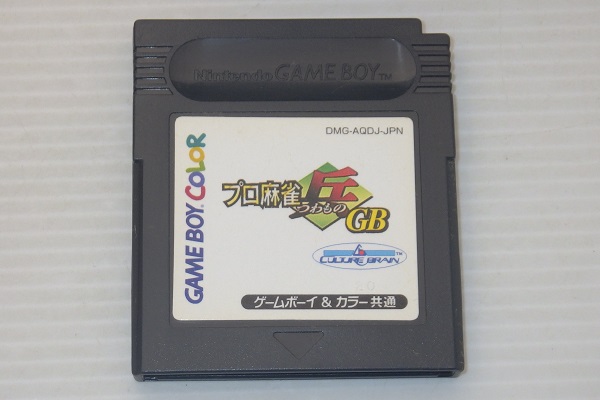 Nintendo GAME BOY™
DMG-AQDJ-JPN
GAME BOY COLOR
プロ麻雀 兵
つわもの
GB
CULTURE BRAIN™
ゲームボーイ & カラー 共通